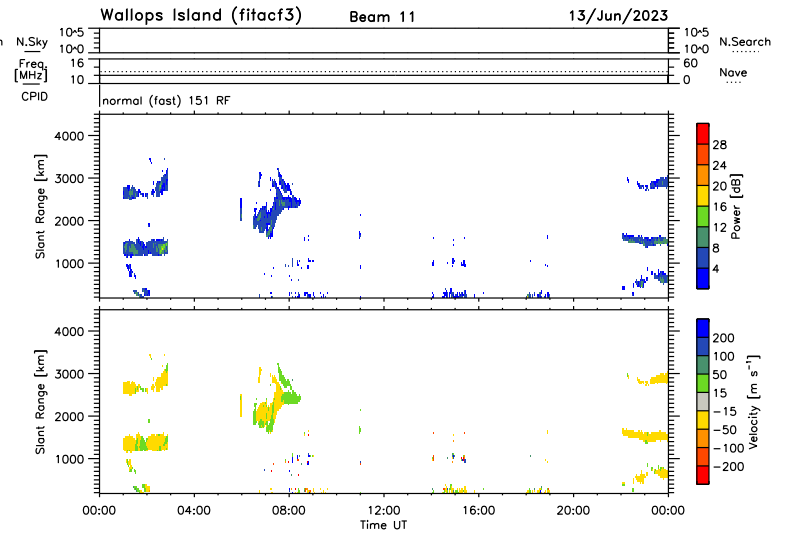 Wallops Island (fitacf3) Beam 11 13/Jun/2023
N.Sky 10^5 10^0 10^5 10^0 N.Search
Freq. [MHz] 16 10 60 0 Nave
CPID normal (fast) 151 RF
Slant Range [km]
4000
3000
2000
1000
28
24
20
16
12
8
4
Power [dB]
Slant Range [km]
4000
3000
2000
1000
200
100
50
15
-15
-50
-100
-200
Velocity [m s⁻¹]
00:00 04:00 08:00 12:00 16:00 20:00 00:00
Time UT